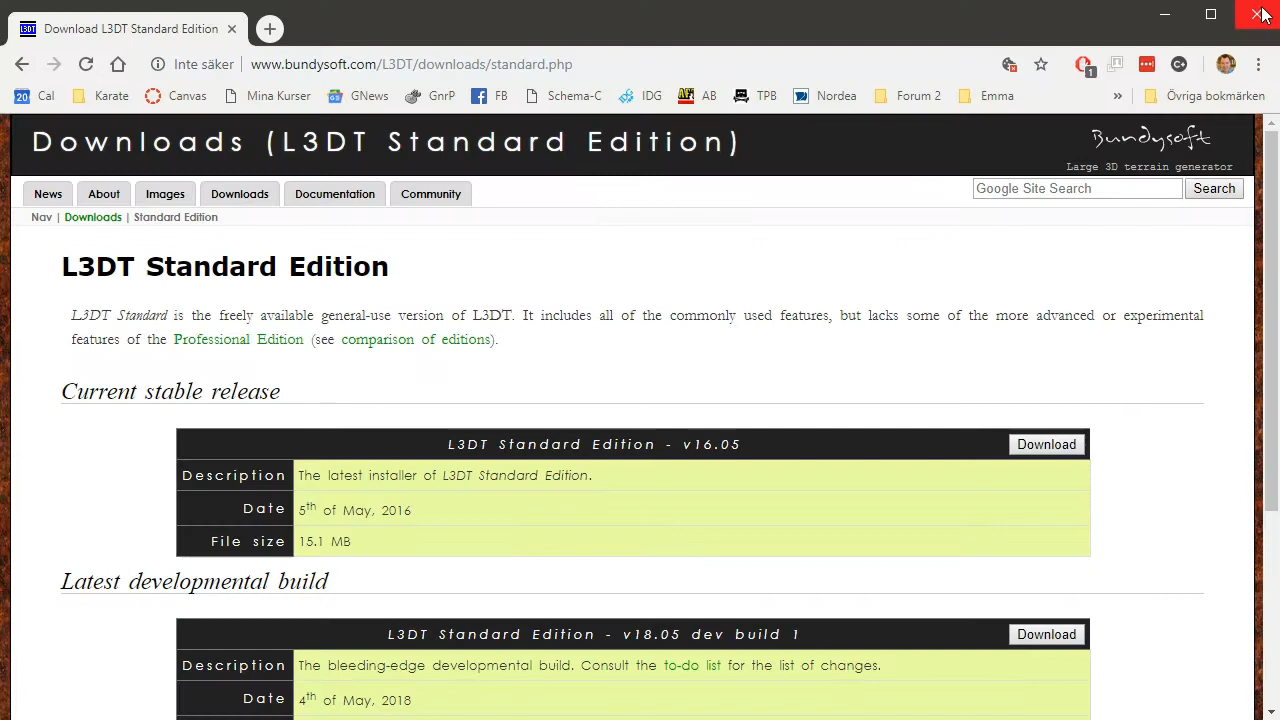 Download L3DT Standard Edition
Inte säker
www.bundysoft.com/L3DT/downloads/standard.php
1
20 Cal
Karate
Canvas
Mina Kurser
GNews
GnrP
FB
Schema-C
IDG
AB
TPB
Nordea
Forum 2
Emma
»
Övriga bokmärken
Downloads (L3DT Standard Edition)
Bundysoft
Large 3D terrain generator
News
About
Images
Downloads
Documentation
Community
Google Site Search
Search
Nav | Downloads | Standard Edition
L3DT Standard Edition
L3DT Standard is the freely available general-use version of L3DT. It includes all of the commonly used features, but lacks some of the more advanced or experimental
features of the Professional Edition (see comparison of editions).
Current stable release
L3DT Standard Edition - v16.05
Download
Description The latest installer of L3DT Standard Edition.
Date 5th of May, 2016
File size 15.1 MB
Latest developmental build
L3DT Standard Edition - v18.05 dev build 1
Download
Description The bleeding-edge developmental build. Consult the to-do list for the list of changes.
Date 4th of May, 2018